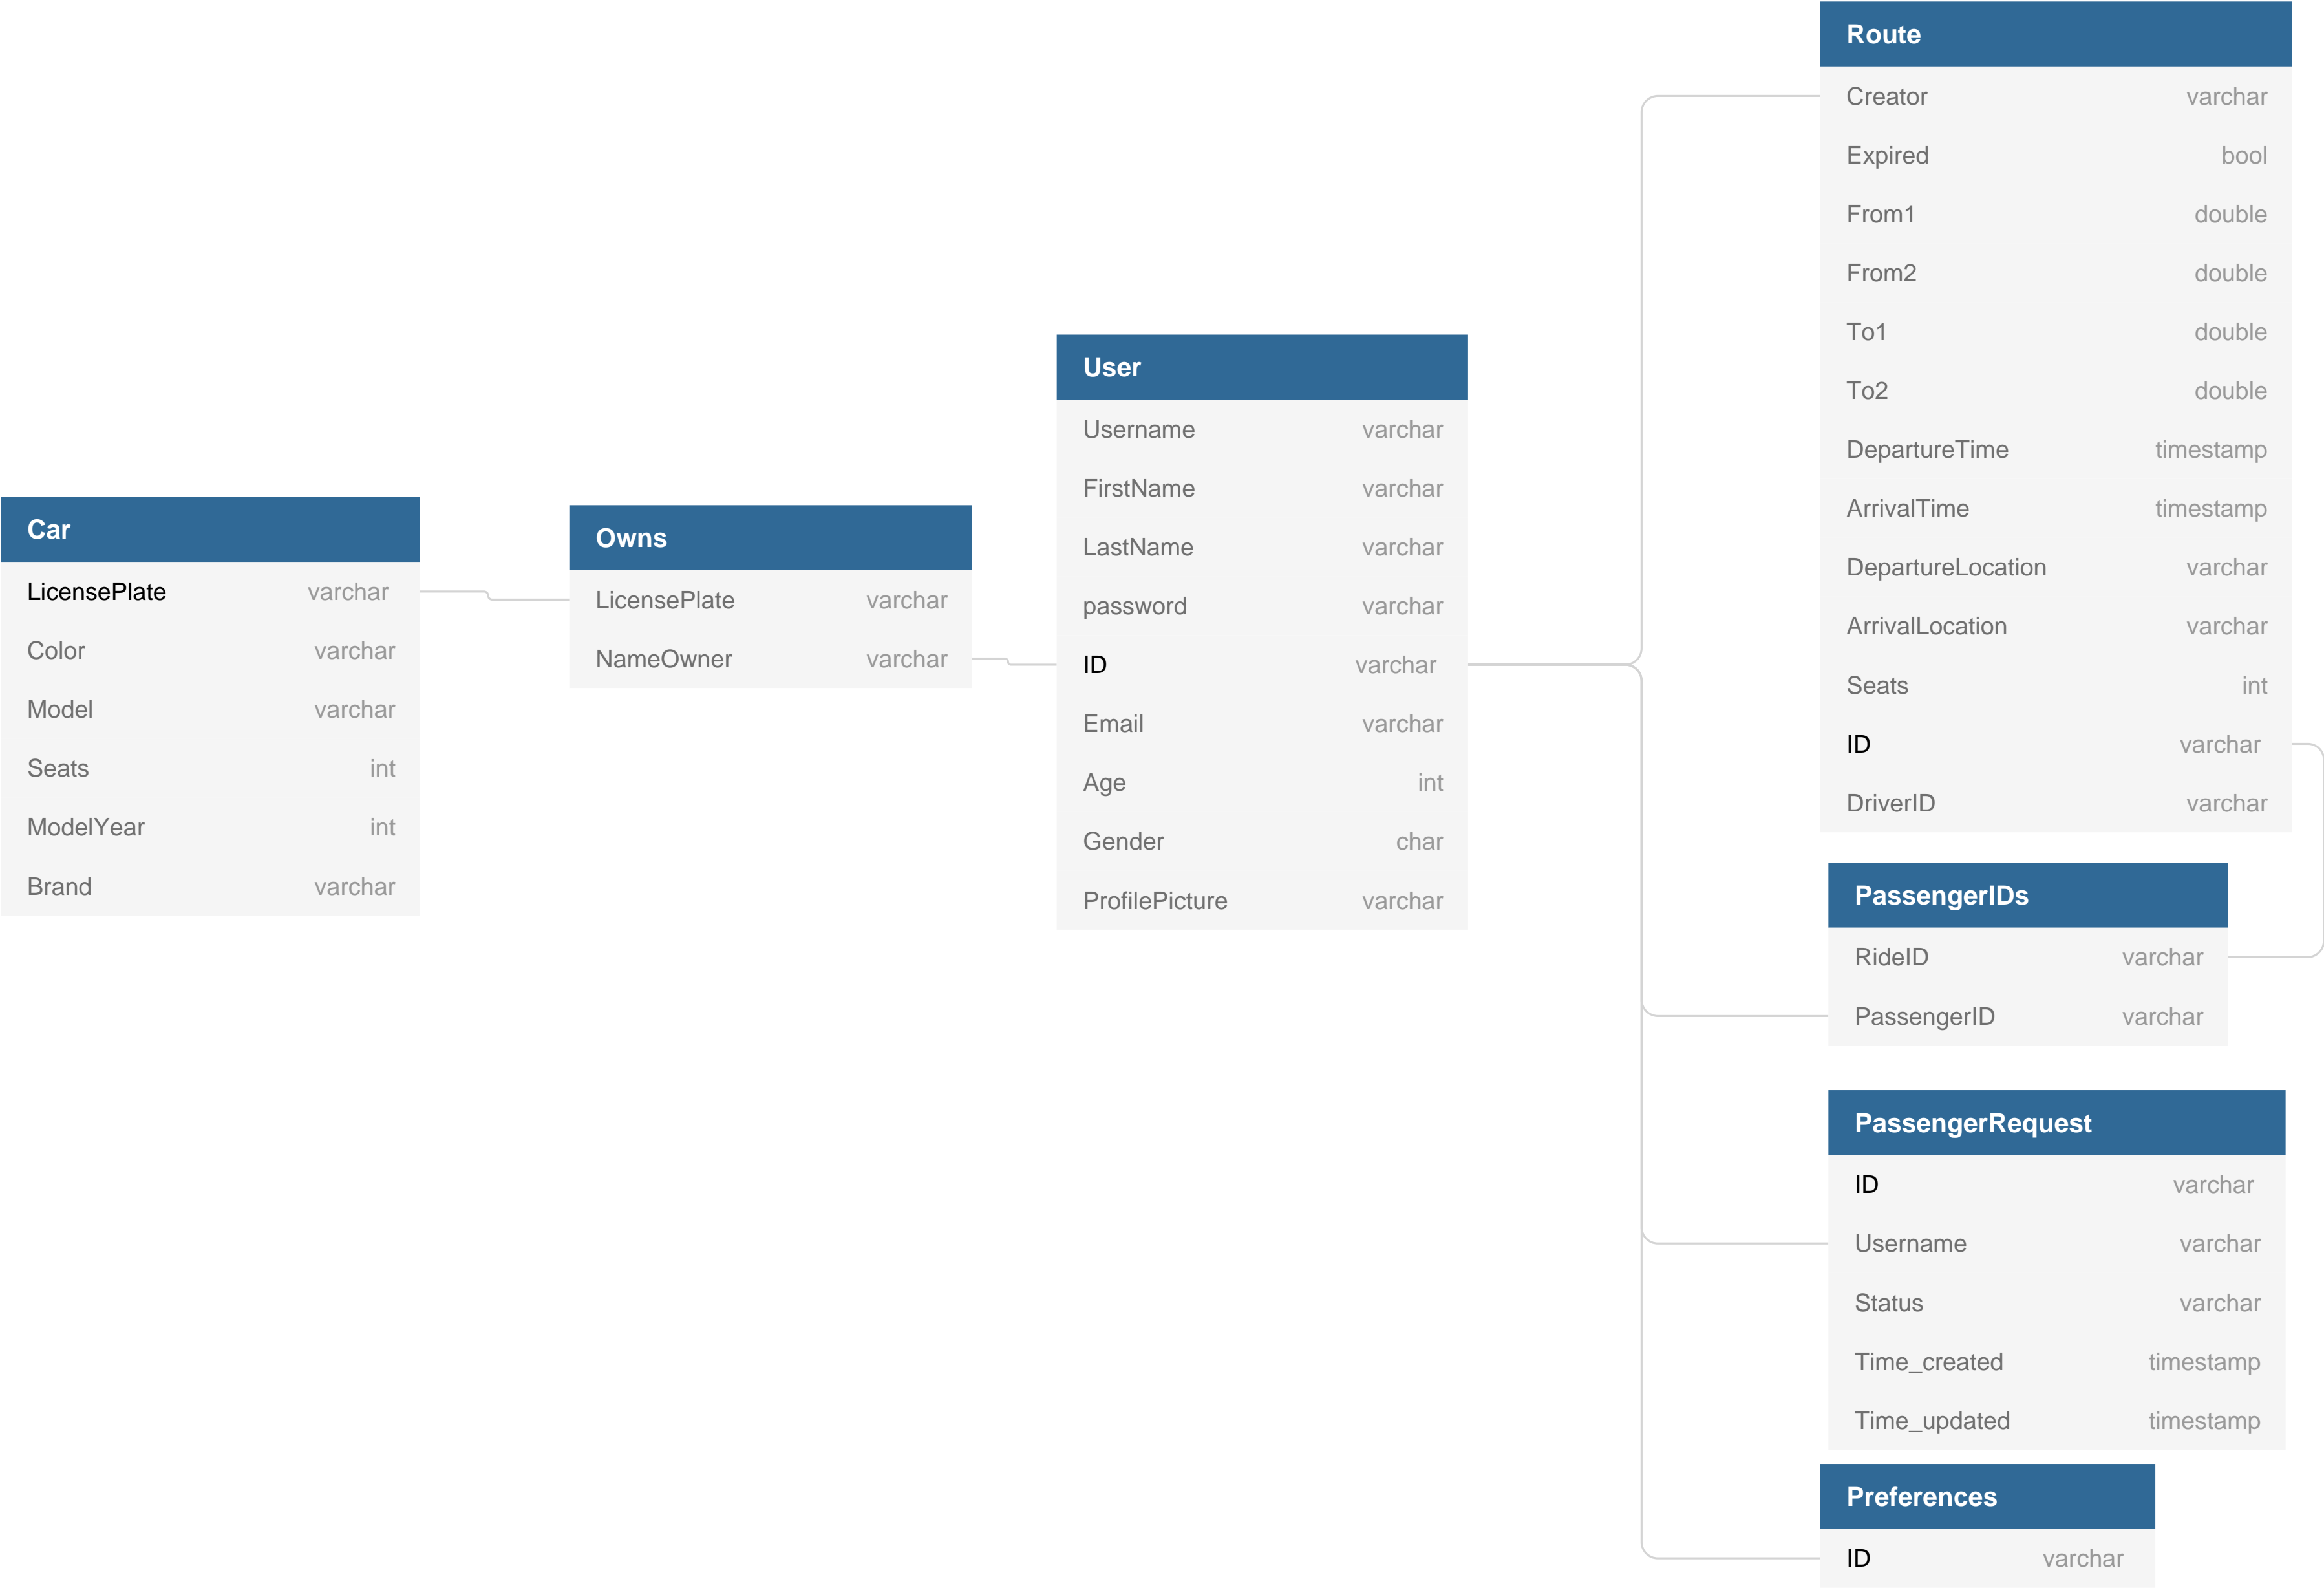 Car
LicensePlate varchar
Color varchar
Model varchar
Seats int
ModelYear int
Brand varchar
Owns
LicensePlate varchar
NameOwner varchar
User
Username varchar
FirstName varchar
LastName varchar
password varchar
ID varchar
Email varchar
Age int
Gender char
ProfilePicture varchar
Route
Creator varchar
Expired bool
From1 double
From2 double
To1 double
To2 double
DepartureTime timestamp
ArrivalTime timestamp
DepartureLocation varchar
ArrivalLocation varchar
Seats int
ID varchar
DriverID varchar
PassengerIDs
RideID varchar
PassengerID varchar
PassengerRequest
ID varchar
Username varchar
Status varchar
Time_created timestamp
Time_updated timestamp
Preferences
ID varchar